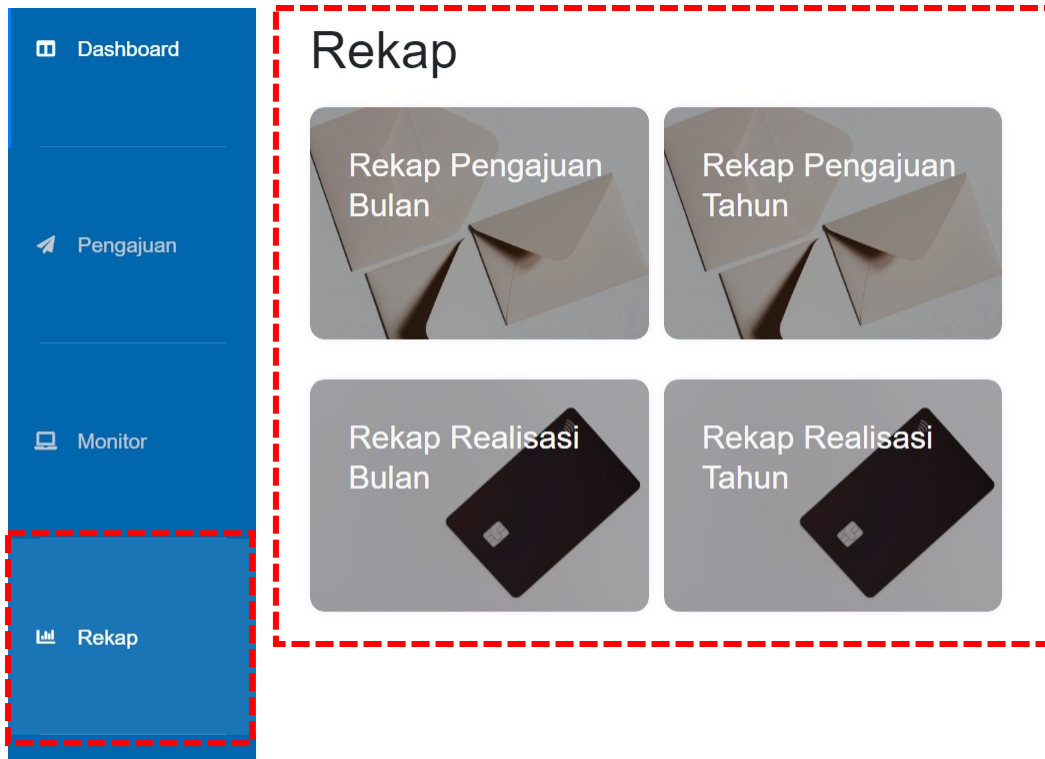 Dashboard
Pengajuan
Monitor
Rekap
Rekap
Rekap Pengajuan
Bulan
Rekap Pengajuan
Tahun
Rekap Realisasi
Bulan
Rekap Realisasi
Tahun